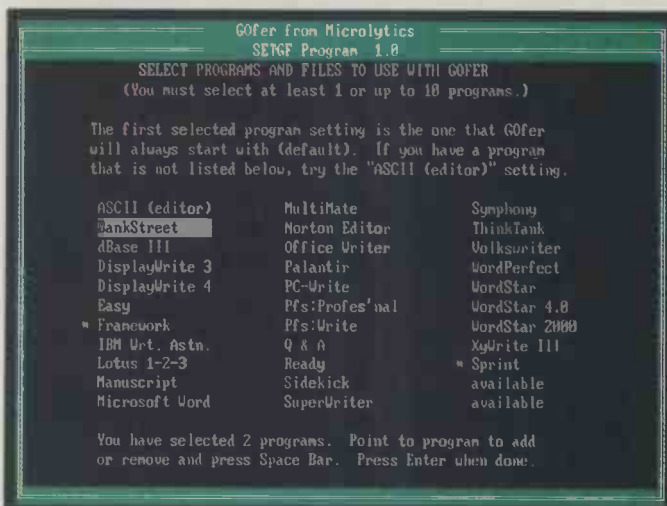 GOfer from Microlytics
SETGF Program 1.0
SELECT PROGRAMS AND FILES TO USE WITH GOFER
(You must select at least 1 or up to 10 programs.)
The first selected program setting is the one that GOfer
will always start with (default). If you have a program
that is not listed below, try the "ASCII (editor)" setting.
ASCII (editor) MultiMate Symphony
BankStreet Norton Editor ThinkTank
dBase III Office Writer Volkswriter
DisplayWrite 3 Palantir WordPerfect
DisplayWrite 4 PC-Write WordStar
Easy Pfs:Profes'nal WordStar 4.0
* Framework Pfs:Write WordStar 2000
IBM Wrt. Astn. Q & A XyWrite III
Lotus 1-2-3 Ready * Sprint
Manuscript Sidekick available
Microsoft Word SuperWriter available
You have selected 2 programs. Point to program to add
or remove and press Space Bar. Press Enter when done.